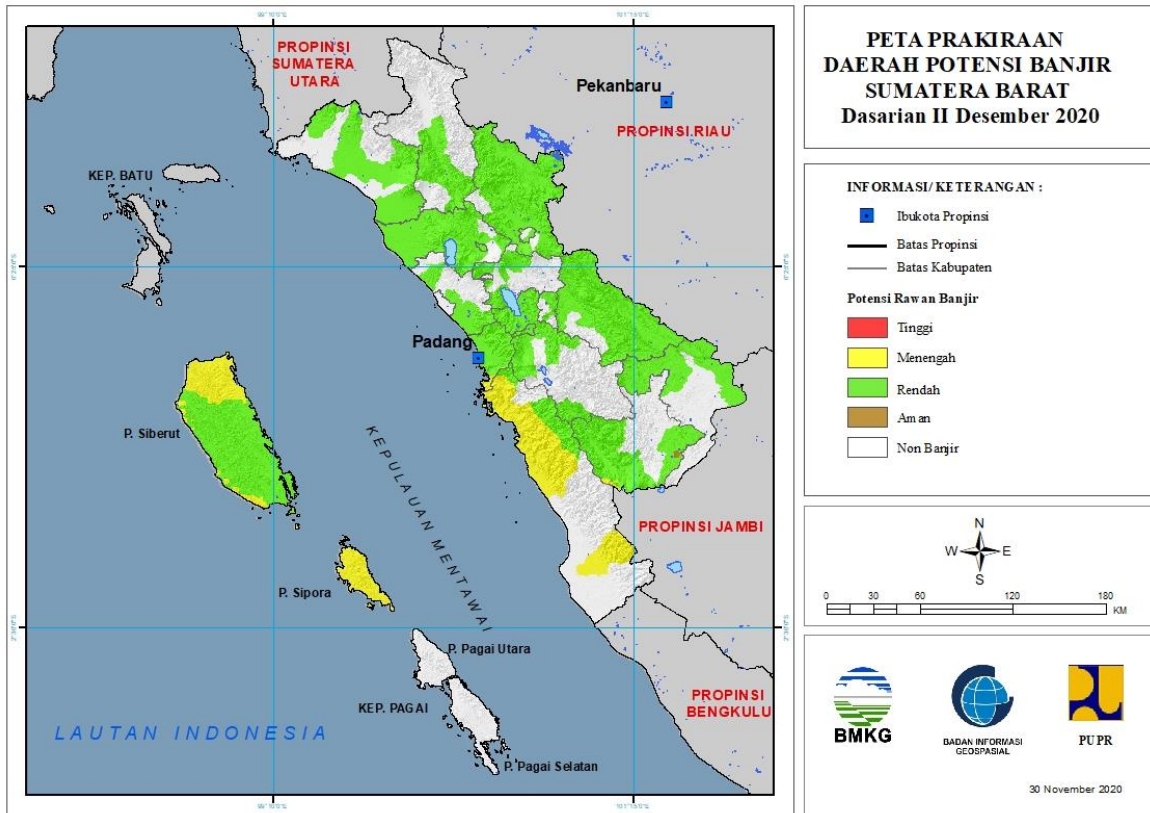 PROPINSI
SUMATERA
UTARA
Pekanbaru
PROPINSI RIAU
KEP. BATU
Padang
P. Siberut
KEPULAUAN MENTAWAI
PROPINSI JAMBI
P. Sipora
P. Pagai Utara
KEP. PAGAI
PROPINSI
BENGKULU
LAUTAN INDONESIA
P. Pagai Selatan
PETA PRAKIRAAN
DAERAH POTENSI BANJIR
SUMATERA BARAT
Dasarian II Desember 2020
INFORMASI/ KETERANGAN :
Ibukota Propinsi
Batas Propinsi
Batas Kabupaten
Potensi Rawan Banjir
Tinggi
Menengah
Rendah
Aman
Non Banjir
N
W E
S
0 15 30 60 90 120 180
KM
BMKG
BADAN INFORMASI
GEOSPASIAL
PUPR
30 November 2020